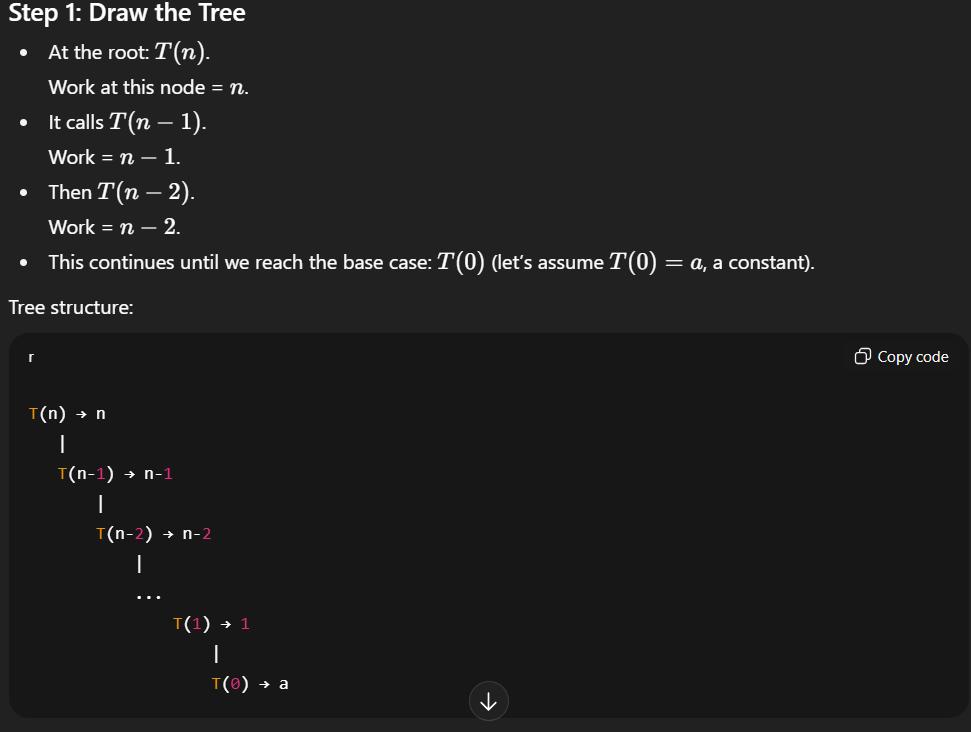 Step 1: Draw the Tree
• At the root: T(n).
Work at this node = n.
• It calls T(n − 1).
Work = n − 1.
• Then T(n − 2).
Work = n − 2.
• This continues until we reach the base case: T(0) (let’s assume T(0) = a, a constant).
Tree structure:
r Copy code
T(n) → n
|
T(n-1) → n-1
|
T(n-2) → n-2
|
...
T(1) → 1
|
T(0) → a